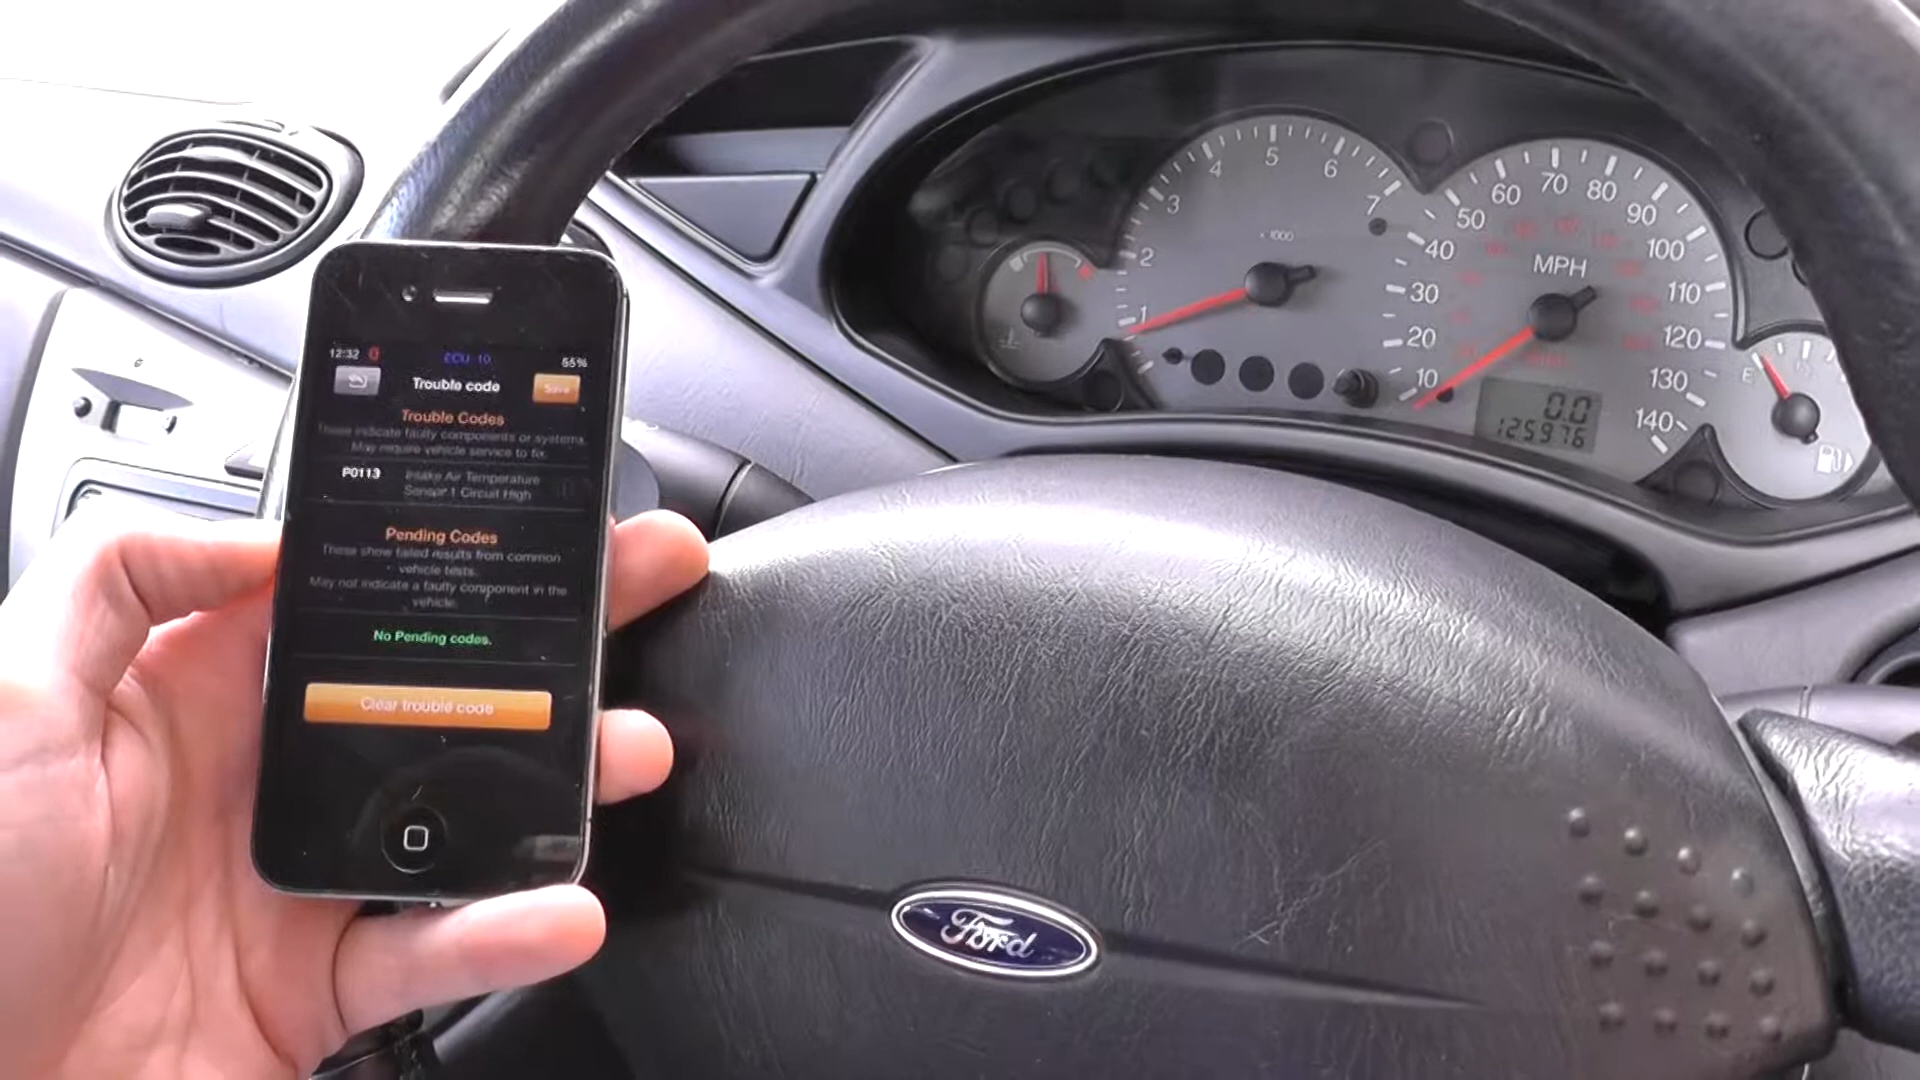 12:32
ECU 10
55%
Trouble code
Save
Trouble Codes
These indicate faulty components or systems.
May require vehicle service to fix.
P0113
Intake Air Temperature
Sensor 1 Circuit High
Pending Codes
These show failed results from common
vehicle tests.
May not indicate a faulty component in the
vehicle.
No Pending codes.
Clear trouble code
1
2
3
4
5
6
7
x 1000
10
20
30
40
50
60
70
80
90
100
110
120
130
140
MPH
0.0
125976
E
Ford